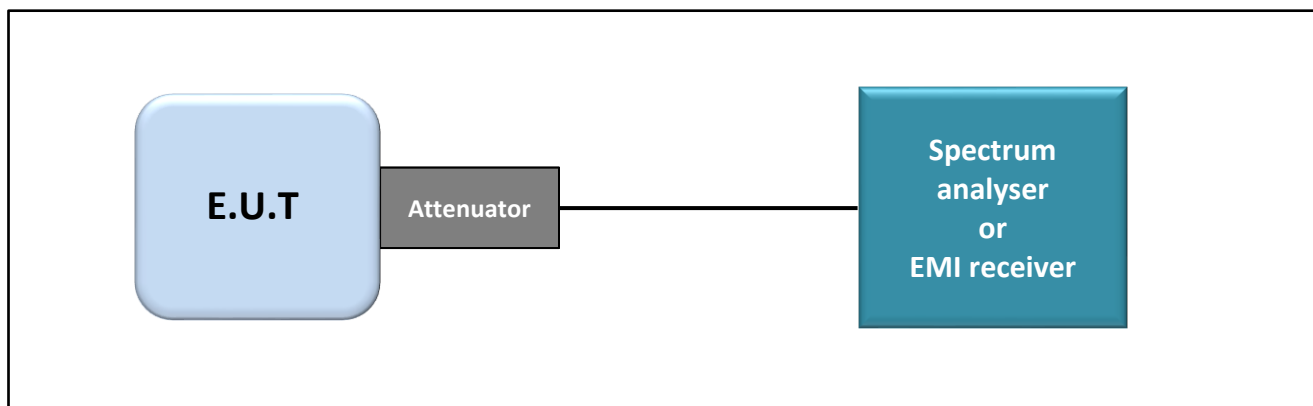 E.U.T
Attenuator
Spectrum
analyser
or
EMI receiver